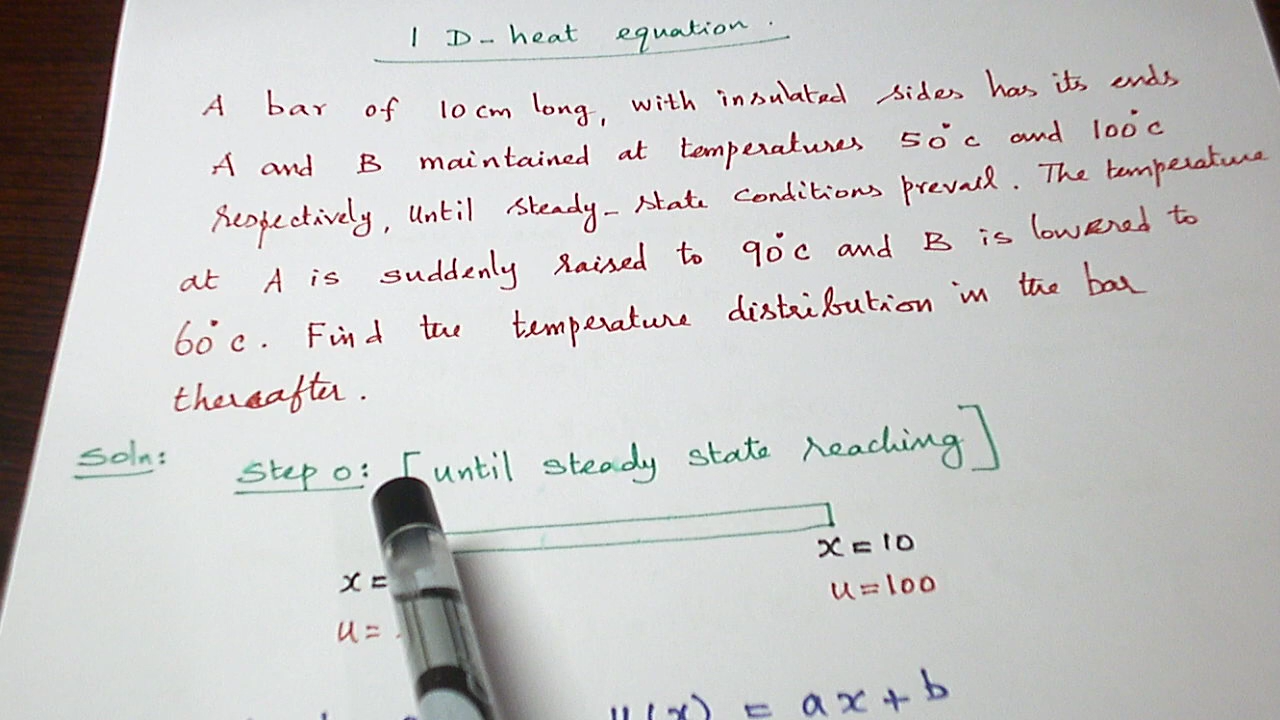 1 D-heat equation.
A bar of 10cm long, with insulated sides has its ends
A and B maintained at temperatures 50°c and 100°c
respectively, until steady-state conditions prevail. The temperature
at A is suddenly raised to 90°c and B is lowered to
60°c. Find the temperature distribution in the bar
thereafter.
Soln: Step 0: [until steady state reaching]
x = x = 10
u = u = 100
u(x) = ax + b